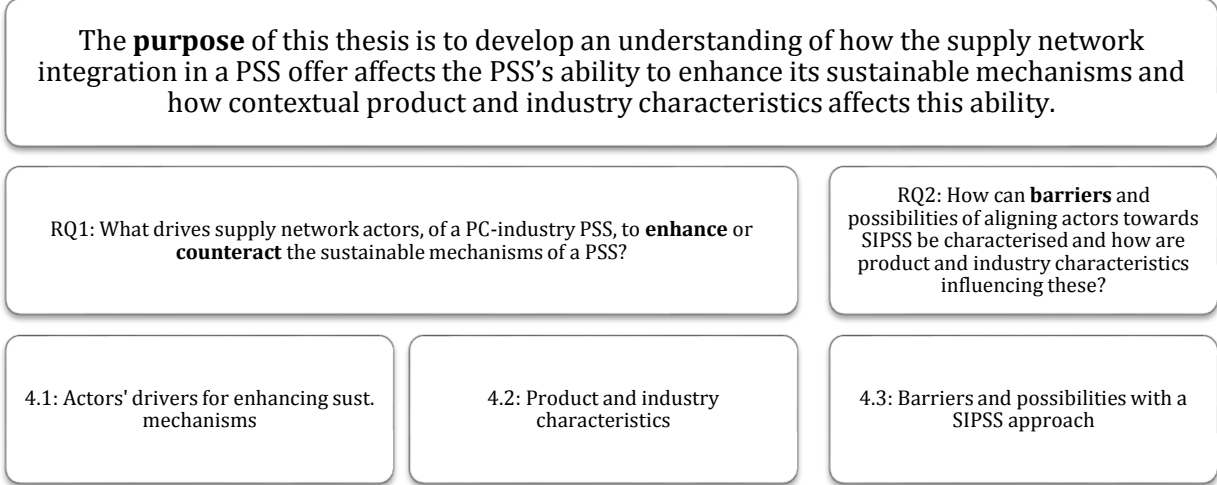 The purpose of this thesis is to develop an understanding of how the supply network
integration in a PSS offer affects the PSS's ability to enhance its sustainable mechanisms and
how contextual product and industry characteristics affects this ability.
RQ1: What drives supply network actors, of a PC-industry PSS, to enhance or
counteract the sustainable mechanisms of a PSS?
RQ2: How can barriers and
possibilities of aligning actors towards
SIPSS be characterised and how are
product and industry characteristics
influencing these?
4.1: Actors' drivers for enhancing sust.
mechanisms
4.2: Product and industry
characteristics
4.3: Barriers and possibilities with a
SIPSS approach